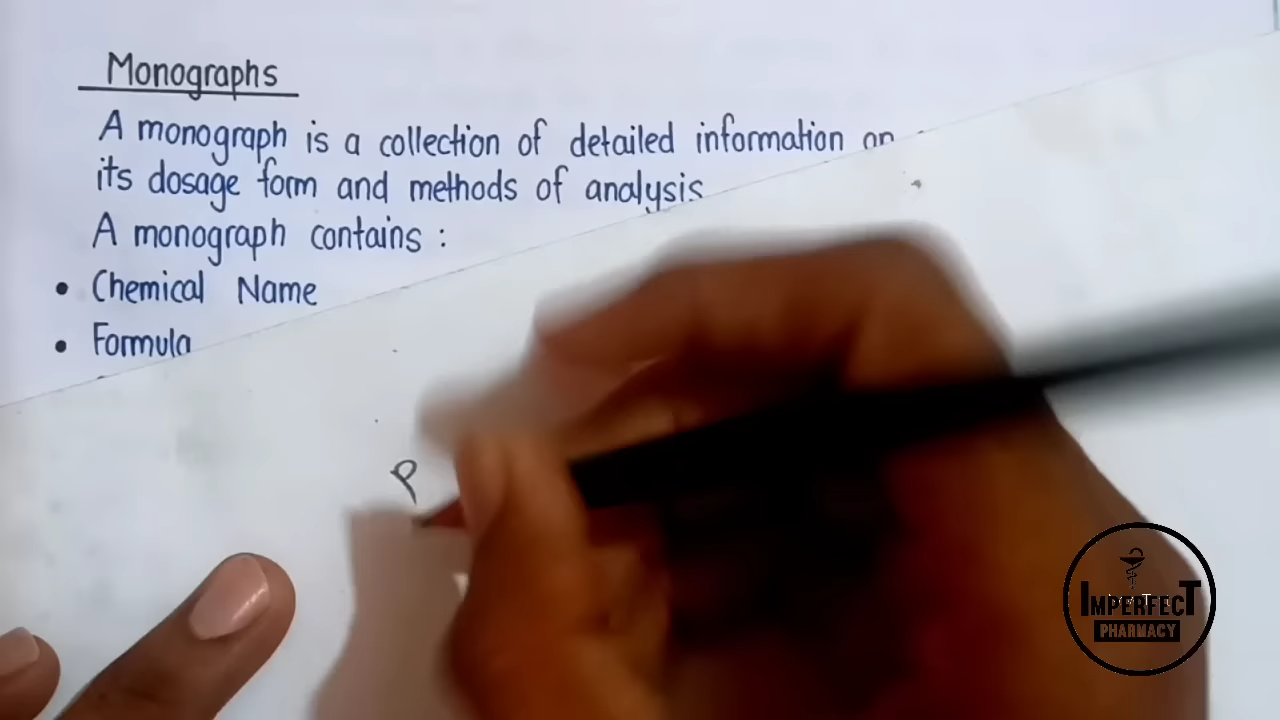 Monographs
A monograph is a collection of detailed information on
its dosage form and methods of analysis
A monograph contains :
• Chemical Name
• Formula
P
IMPERFECT
PHARMACY